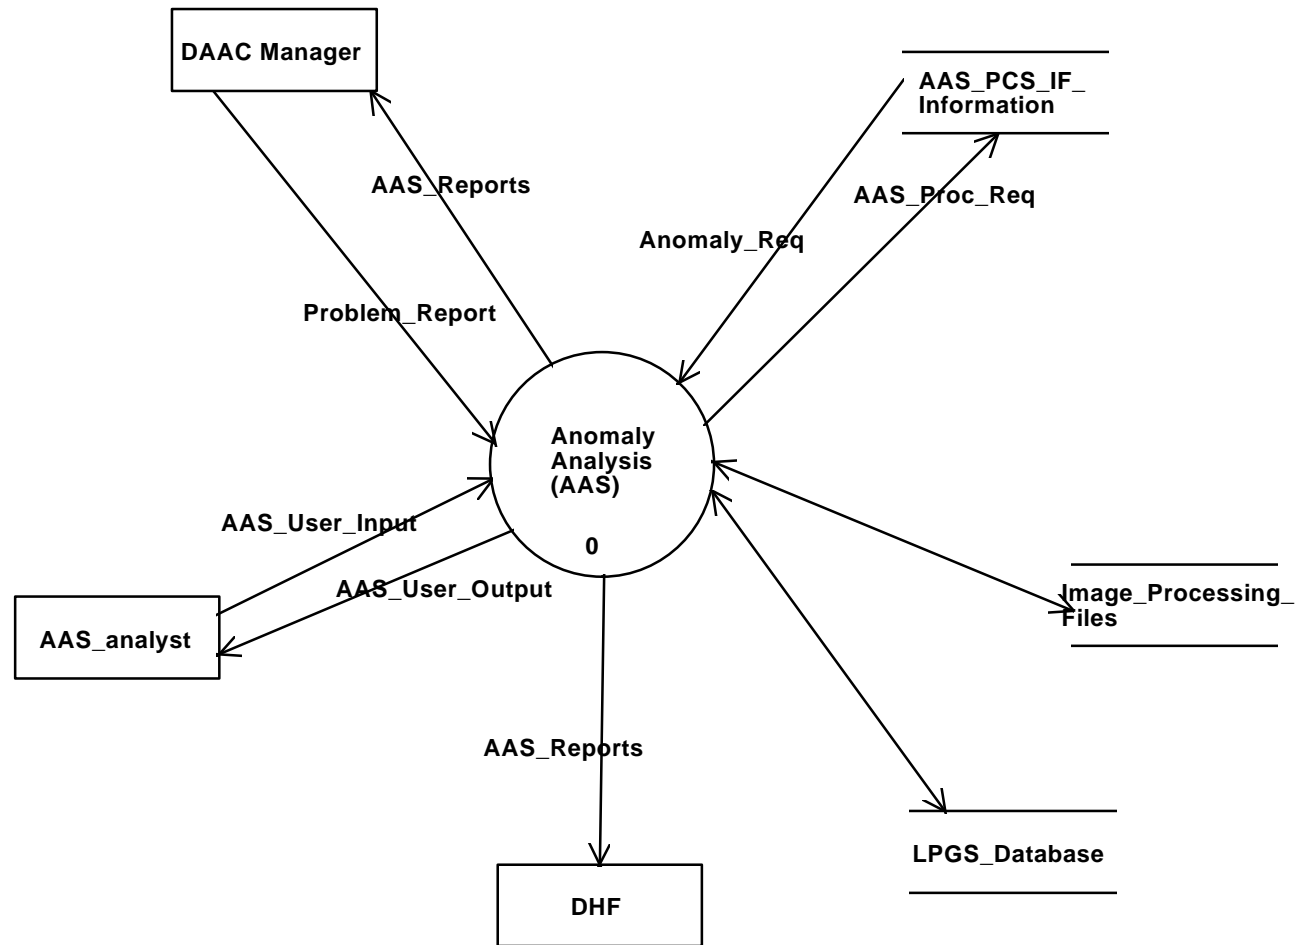 DAAC Manager
AAS_PCS_IF_
Information
AAS_Reports
AAS_Proc_Req
Anomaly_Req
Problem_Report
Anomaly
Analysis
(AAS)
0
AAS_User_Input
AAS_User_Output
Image_Processing_
Files
AAS_analyst
AAS_Reports
LPGS_Database
DHF